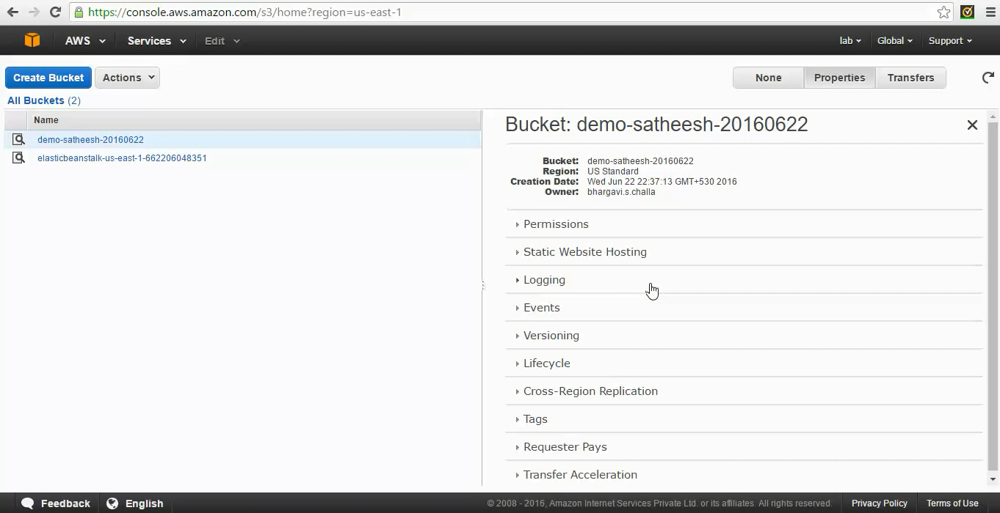 https://console.aws.amazon.com/s3/home?region=us-east-1
AWS Services Edit lab Global Support
Create Bucket Actions None Properties Transfers
All Buckets (2)
Name
demo-satheesh-20160622
elasticbeanstalk-us-east-1-662206048351
Bucket: demo-satheesh-20160622
Bucket: demo-satheesh-20160622
Region: US Standard
Creation Date: Wed Jun 22 22:37:13 GMT+530 2016
Owner: bhargavi.s.challa
Permissions
Static Website Hosting
Logging
Events
Versioning
Lifecycle
Cross-Region Replication
Tags
Requester Pays
Transfer Acceleration
Feedback English © 2008 - 2016, Amazon Internet Services Private Ltd. or its affiliates. All rights reserved. Privacy Policy Terms of Use